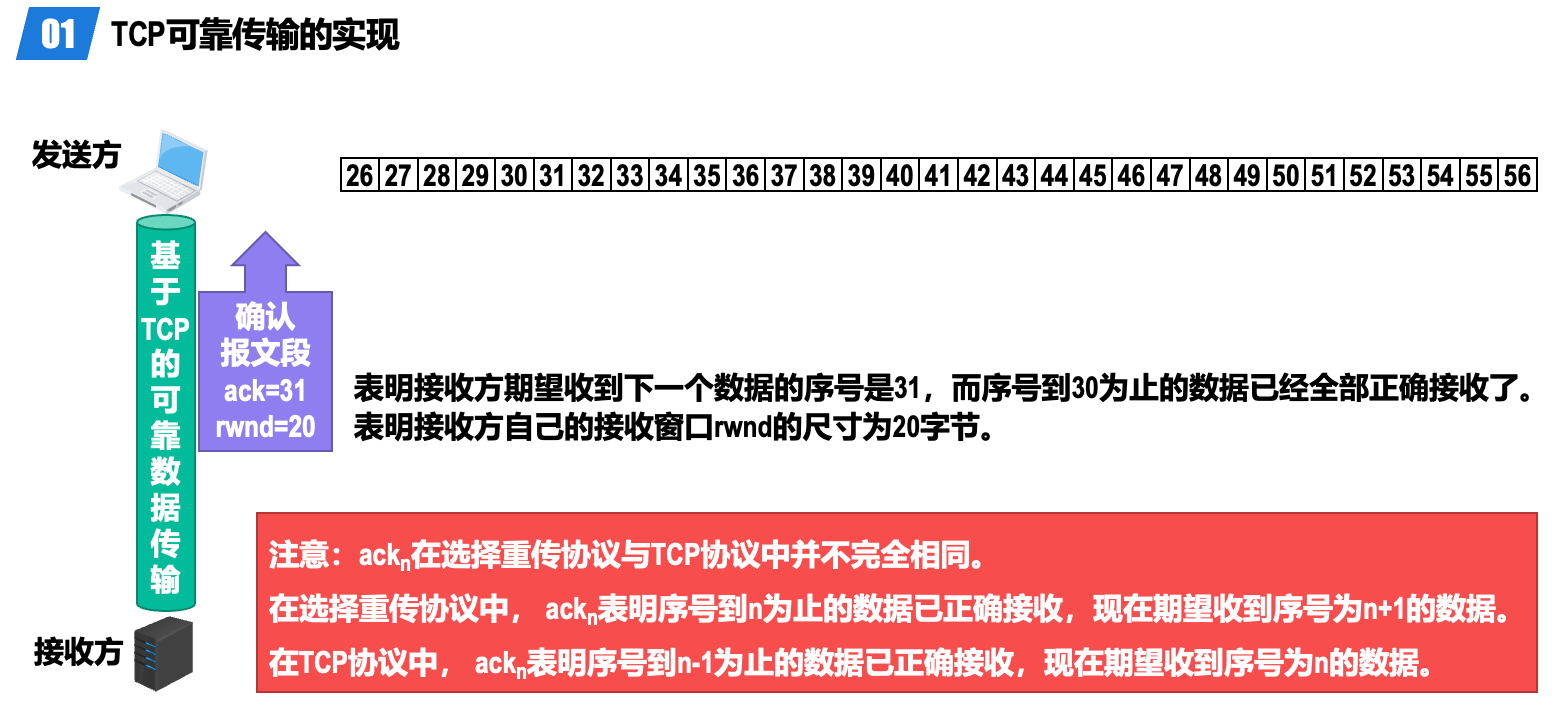 01 TCP可靠传输的实现
发送方
26 27 28 29 30 31 32 33 34 35 36 37 38 39 40 41 42 43 44 45 46 47 48 49 50 51 52 53 54 55 56
基于TCP的可靠数据传输
确认
报文段
ack=31
rwnd=20
表明接收方期望收到下一个数据的序号是31，而序号到30为止的数据已经全部正确接收了。
表明接收方自己的接收窗口rwnd的尺寸为20字节。
注意：ackn在选择重传协议与TCP协议中并不完全相同。
在选择重传协议中， ackn表明序号到n为止的数据已正确接收，现在期望收到序号为n+1的数据。
在TCP协议中， ackn表明序号到n-1为止的数据已正确接收，现在期望收到序号为n的数据。
接收方